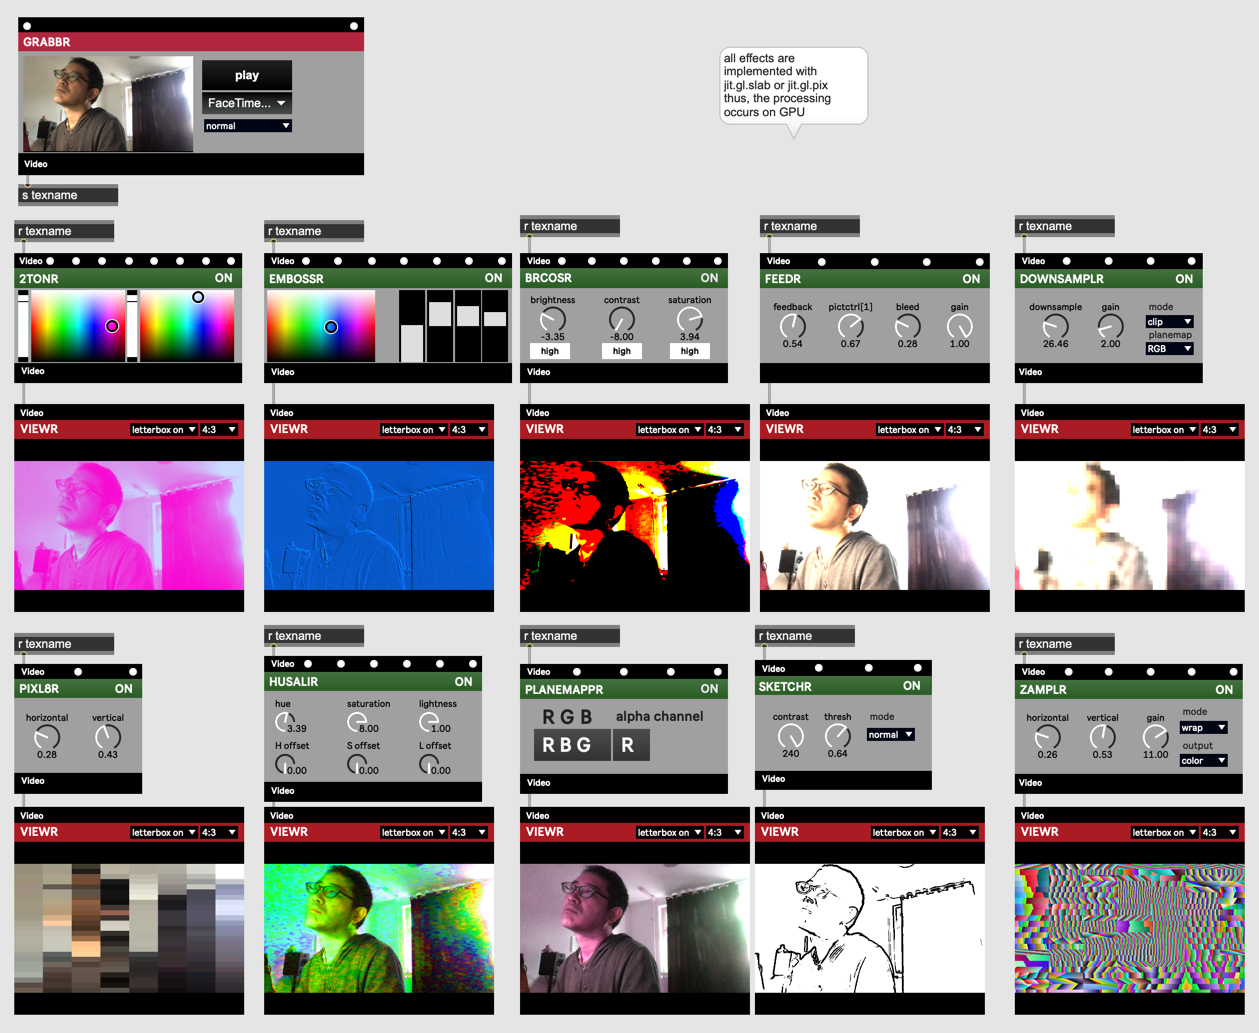 GRABBR
play
FaceTime...
normal
Video
s texname
all effects are
implemented with
jit.gl.slab or jit.gl.pix
thus, the processing
occurs on GPU
r texname
r texname
r texname
r texname
r texname
Video
2TONR ON
Video
Video
EMBOSSR ON
Video
Video
BRCOSR ON
brightness contrast saturation
-3.35 -8.00 3.94
high high high
Video
Video
FEEDR ON
feedback pictctrl[1] bleed gain
0.54 0.67 0.28 1.00
Video
Video
DOWNSAMPLR ON
downsample gain mode
clip
planemap
26.46 2.00 RGB
Video
Video
VIEWR letterbox on 4:3
Video
VIEWR letterbox on 4:3
Video
VIEWR letterbox on 4:3
Video
VIEWR letterbox on 4:3
Video
VIEWR letterbox on 4:3
r texname
r texname
r texname
r texname
r texname
Video
PIXL8R ON
horizontal vertical
0.28 0.43
Video
Video
HUSALIR ON
hue saturation lightness
3.39 8.00 1.00
H offset S offset L offset
0.00 0.00 0.00
Video
Video
PLANEMAPPR ON
R G B alpha channel
R B G R
Video
Video
SKETCHR ON
contrast thresh mode
normal
240 0.64
Video
Video
ZAMPLR ON
horizontal vertical gain mode
wrap
output
0.26 0.53 11.00 color
Video
Video
VIEWR letterbox on 4:3
Video
VIEWR letterbox on 4:3
Video
VIEWR letterbox on 4:3
Video
VIEWR letterbox on 4:3
Video
VIEWR letterbox on 4:3